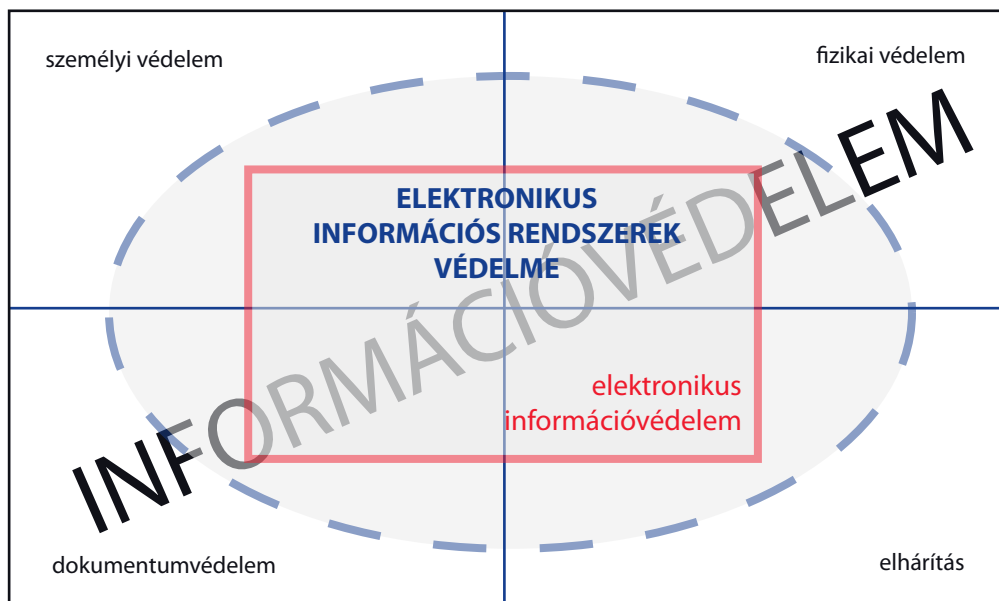 személyi védelem
fizikai védelem
ELEKTRONIKUS
INFORMÁCIÓS RENDSZEREK
VÉDELME
INFORMÁCIÓVÉDELEM
elektronikus
információvédelem
dokumentumvédelem
elhárítás